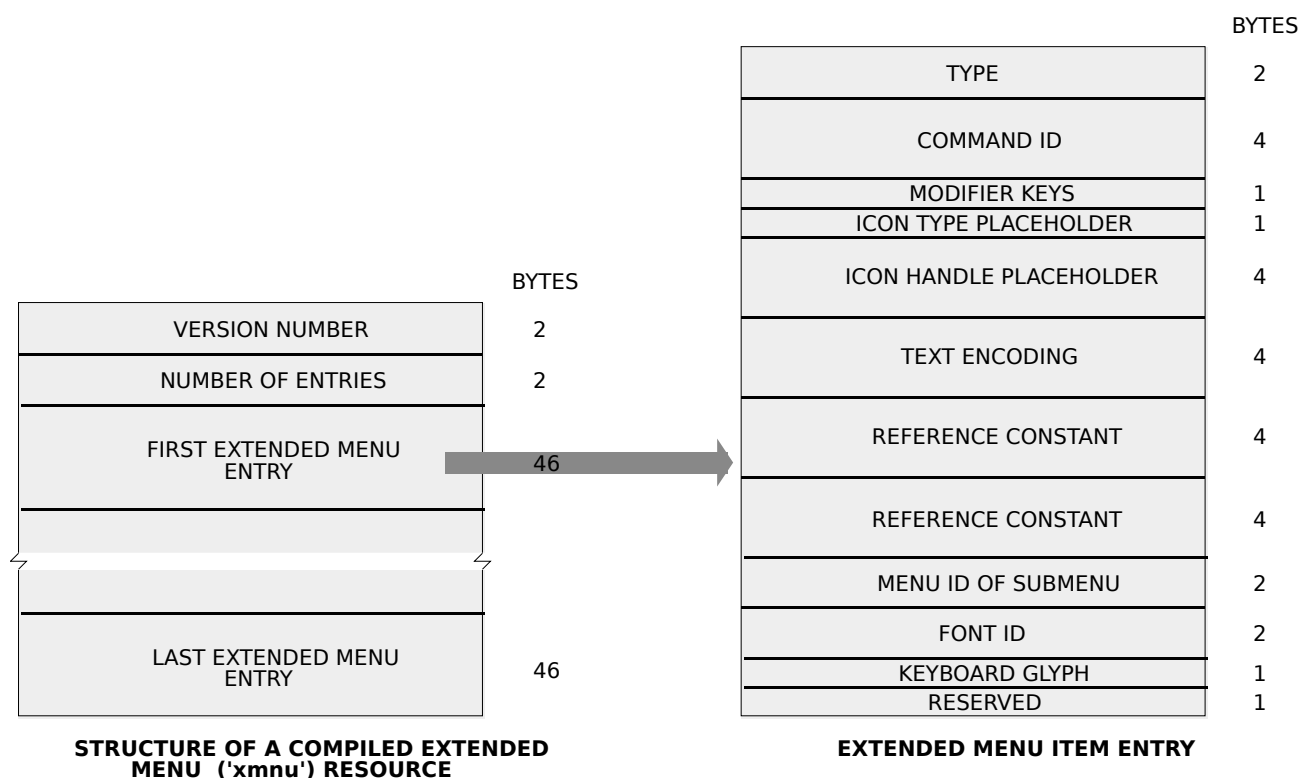 BYTES
VERSION NUMBER 2
NUMBER OF ENTRIES 2
FIRST EXTENDED MENU
ENTRY
46
LAST EXTENDED MENU
ENTRY
46
STRUCTURE OF A COMPILED EXTENDED
MENU ('xmnu') RESOURCE
BYTES
TYPE 2
COMMAND ID 4
MODIFIER KEYS 1
ICON TYPE PLACEHOLDER 1
ICON HANDLE PLACEHOLDER 4
TEXT ENCODING 4
REFERENCE CONSTANT 4
REFERENCE CONSTANT 4
MENU ID OF SUBMENU 2
FONT ID 2
KEYBOARD GLYPH 1
RESERVED 1
EXTENDED MENU ITEM ENTRY